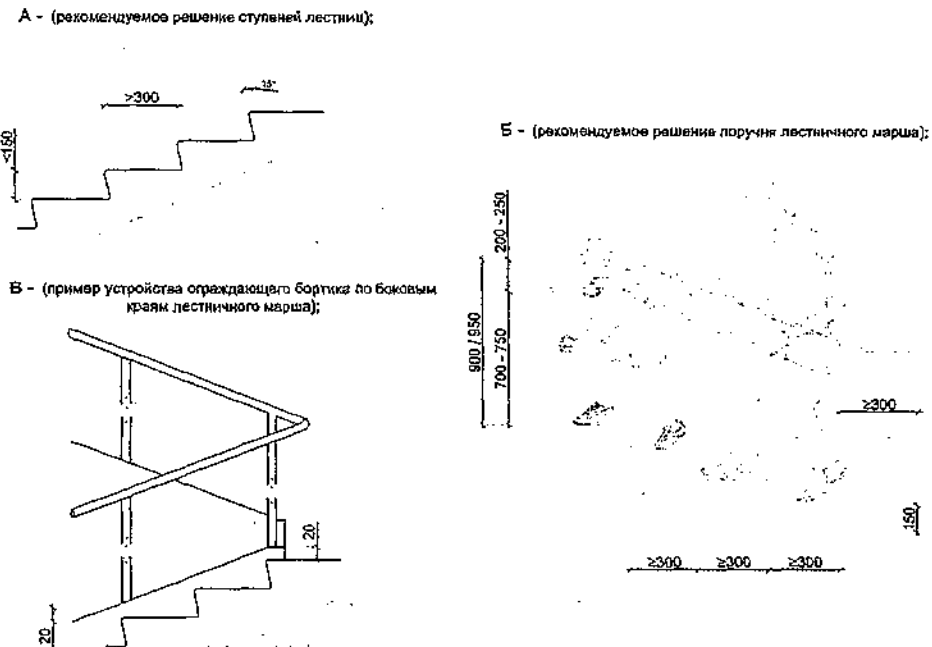 А - (рекомендуемое решение ступеней лестниц);
>300
<150
Б - (рекомендуемое решение поручня лестничного марша);
200 - 250
900 / 950
700 - 750
≥300
150
≥300
≥300
≥300
В - (пример устройства ограждающего бортика по боковым
краям лестничного марша);
20
20